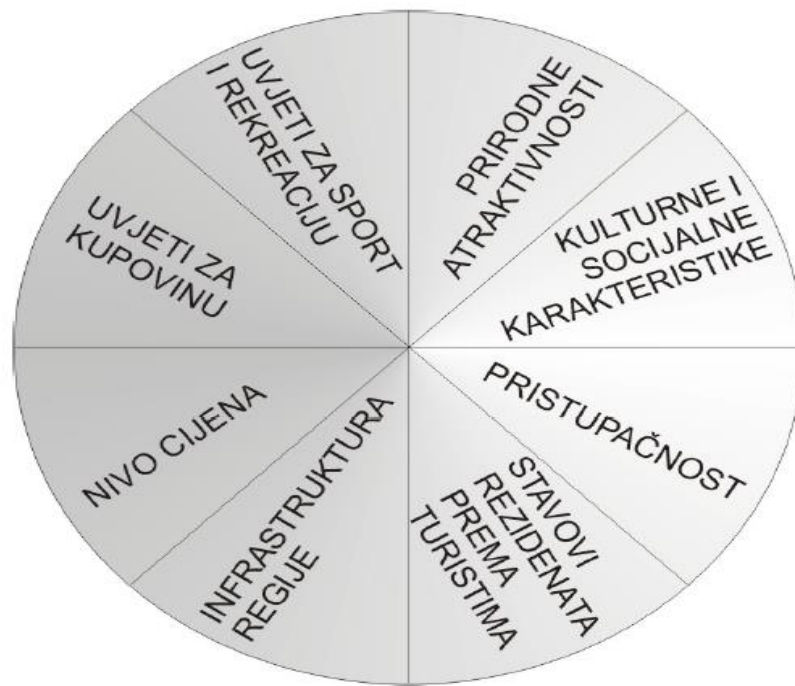 PRIRODNE
ATRAKTIVNOSTI
KULTURNE I
SOCIJALNE
KARAKTERISTIKE
PRISTUPAČNOST
STAVOVI
REZIDENATA
PREMA
TURISTIMA
INFRASTRUKTURA
REGIJE
NIVO CIJENA
UVJETI ZA
KUPOVINU
UVJETI ZA SPORT
I REKREACIJU